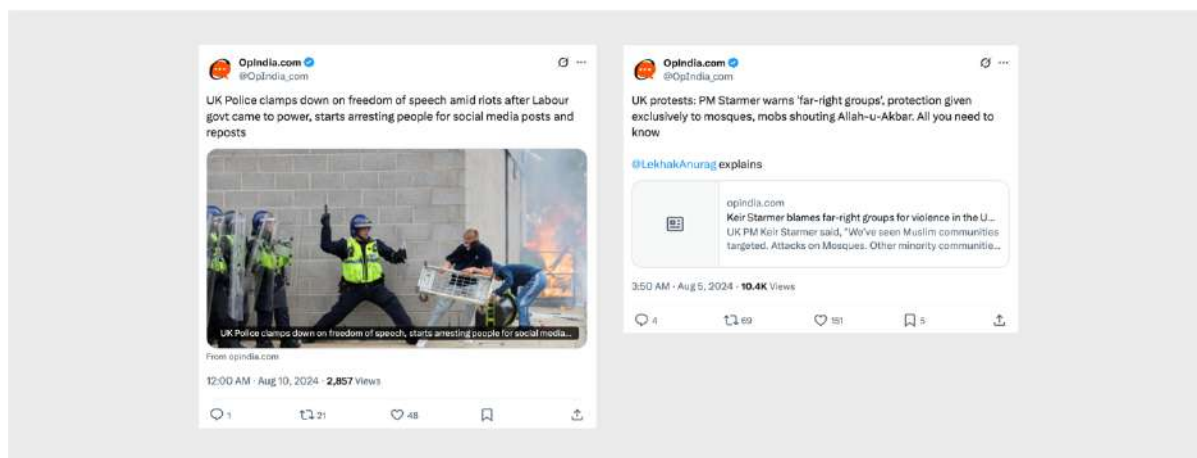 OpIndia.com
@OpIndia_com
UK Police clamps down on freedom of speech amid riots after Labour
govt came to power, starts arresting people for social media posts and
reposts
UK Police clamps down on freedom of speech, starts arresting people for social media...
From opindia.com
12:00 AM · Aug 10, 2024 · 2,857 Views
1
21
48
OpIndia.com
@OpIndia_com
UK protests: PM Starmer warns 'far-right groups', protection given
exclusively to mosques, mobs shouting Allah-u-Akbar. All you need to
know
@LekhakAnurag explains
opindia.com
Keir Starmer blames far-right groups for violence in the U...
UK PM Keir Starmer said, "We've seen Muslim communities
targeted. Attacks on Mosques. Other minority communitie...
3:50 AM · Aug 5, 2024 · 10.4K Views
4
69
151
5